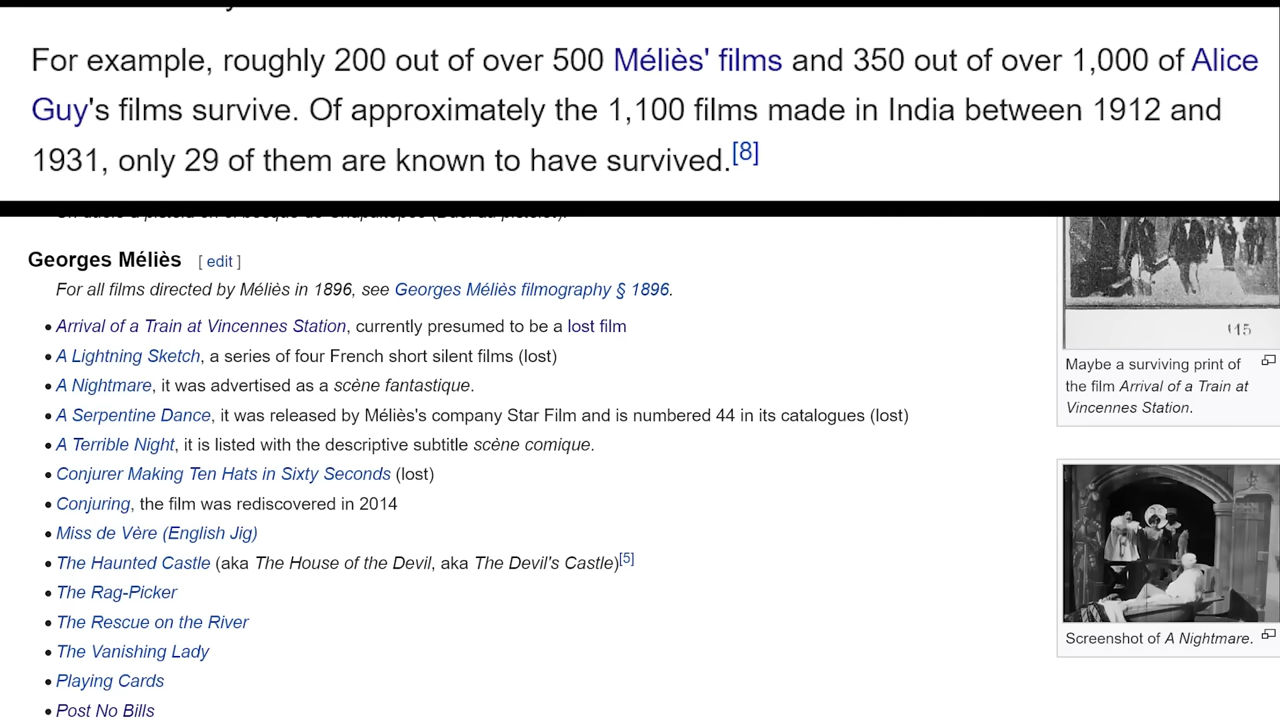 For example, roughly 200 out of over 500 Méliès' films and 350 out of over 1,000 of Alice
Guy's films survive. Of approximately the 1,100 films made in India between 1912 and
1931, only 29 of them are known to have survived.[8]
Georges Méliès [ edit ]
For all films directed by Méliès in 1896, see Georges Méliès filmography § 1896.
• Arrival of a Train at Vincennes Station, currently presumed to be a lost film
• A Lightning Sketch, a series of four French short silent films (lost)
• A Nightmare, it was advertised as a scène fantastique.
• A Serpentine Dance, it was released by Méliès's company Star Film and is numbered 44 in its catalogues (lost)
• A Terrible Night, it is listed with the descriptive subtitle scène comique.
• Conjurer Making Ten Hats in Sixty Seconds (lost)
• Conjuring, the film was rediscovered in 2014
• Miss de Vère (English Jig)
• The Haunted Castle (aka The House of the Devil, aka The Devil's Castle)[5]
• The Rag-Picker
• The Rescue on the River
• The Vanishing Lady
• Playing Cards
• Post No Bills
115
Maybe a surviving print of
the film Arrival of a Train at
Vincennes Station.
Screenshot of A Nightmare.